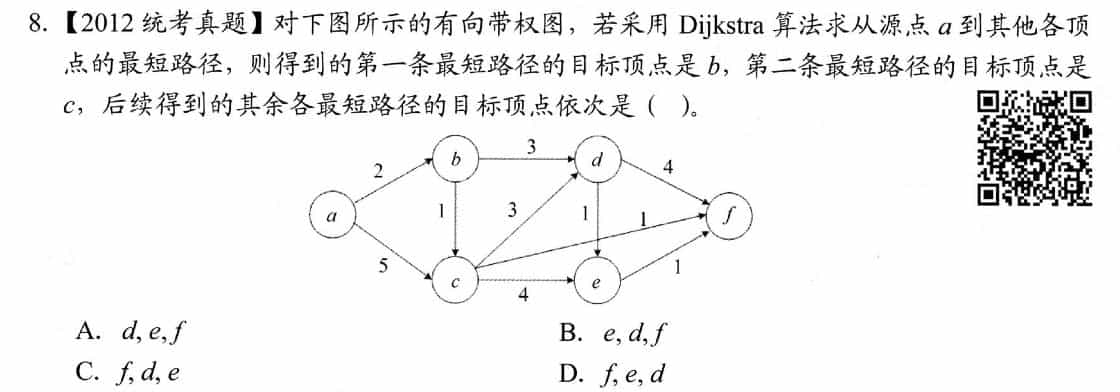 8.【2012 统考真题】对下图所示的有向带权图，若采用 Dijkstra 算法求从源点 a 到其他各顶
点的最短路径，则得到的第一条最短路径的目标顶点是 b，第二条最短路径的目标顶点是
c，后续得到的其余各最短路径的目标顶点依次是（  ）。
b 3 d
2 4
a 1 3 1 1 f
5 1
c 4 e
A. d, e, f B. e, d, f
C. f, d, e D. f, e, d